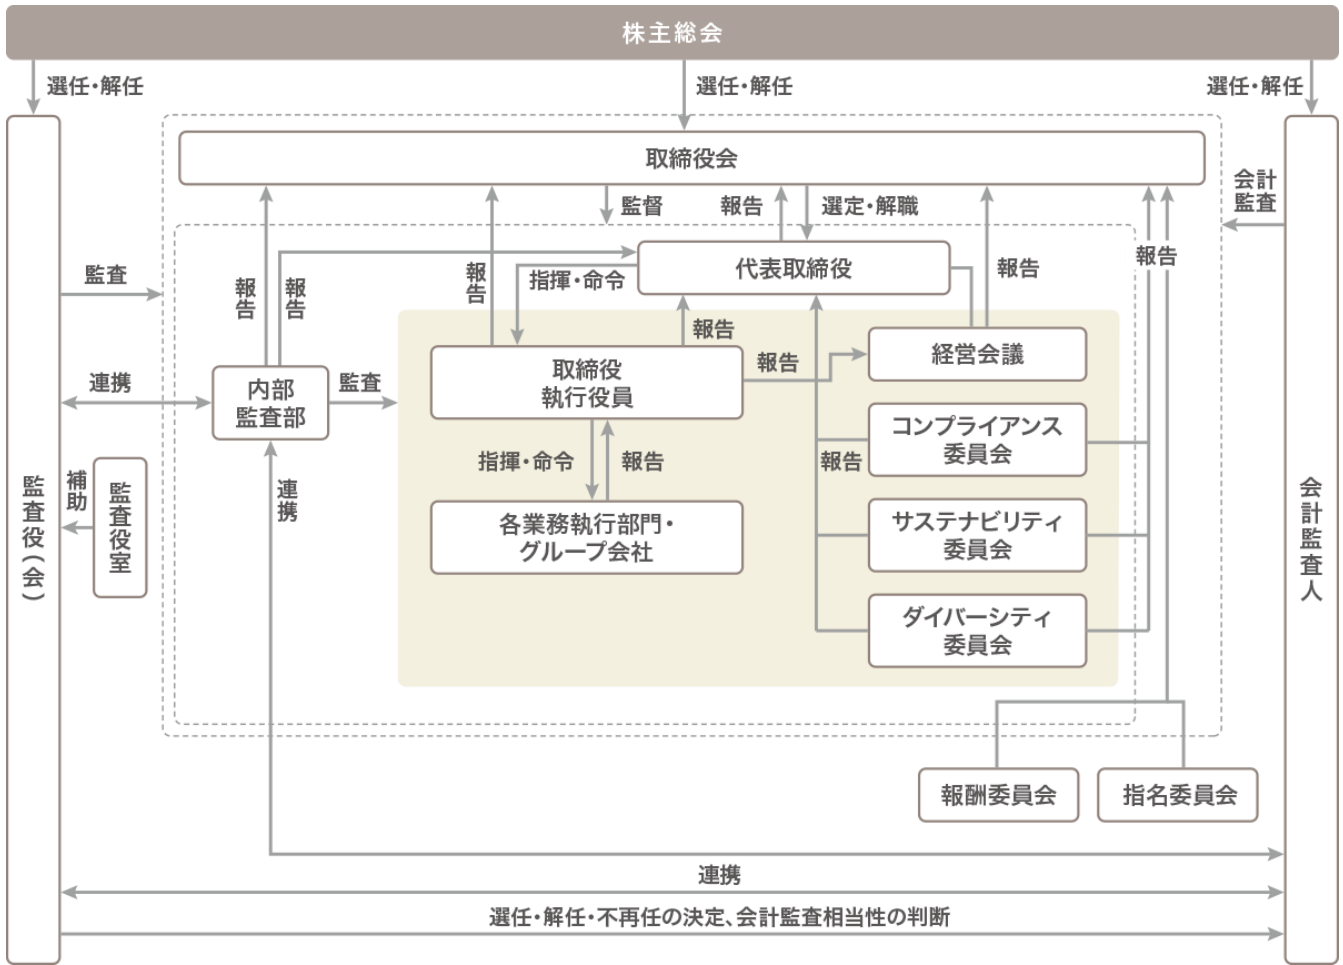 株主総会
選任・解任
選任・解任
選任・解任
取締役会
会計
監査
監督
報告
選定・解職
報告
代表取締役
監査
報告
報告
報告
指揮・命令
報告
報告
取締役
執行役員
報告
経営会議
連携
内部
監査部
監査
コンプライアンス
委員会
指揮・命令
報告
報告
補助
監査役室
連携
監査役（会）
会計監査人
各業務執行部門・
グループ会社
サステナビリティ
委員会
ダイバーシティ
委員会
報酬委員会
指名委員会
連携
選任・解任・不再任の決定、会計監査相当性の判断